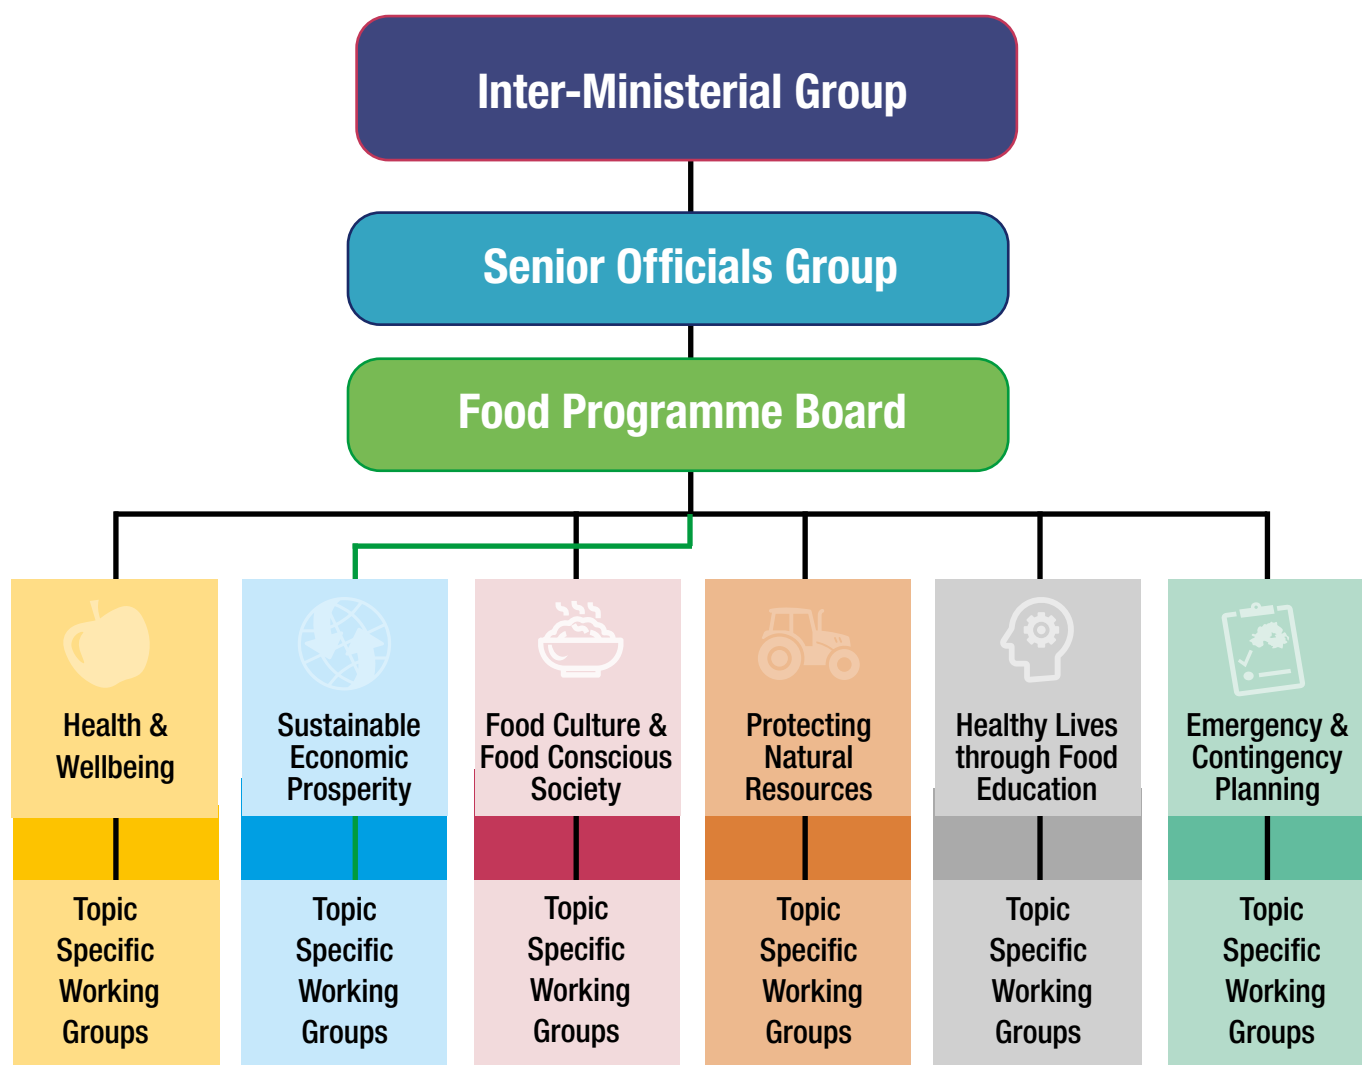 Inter-Ministerial Group
Senior Officials Group
Food Programme Board
Health &
Wellbeing
Sustainable
Economic
Prosperity
Food Culture &
Food Conscious
Society
Protecting
Natural
Resources
Healthy Lives
through Food
Education
Emergency &
Contingency
Planning
Topic
Specific
Working
Groups
Topic
Specific
Working
Groups
Topic
Specific
Working
Groups
Topic
Specific
Working
Groups
Topic
Specific
Working
Groups
Topic
Specific
Working
Groups